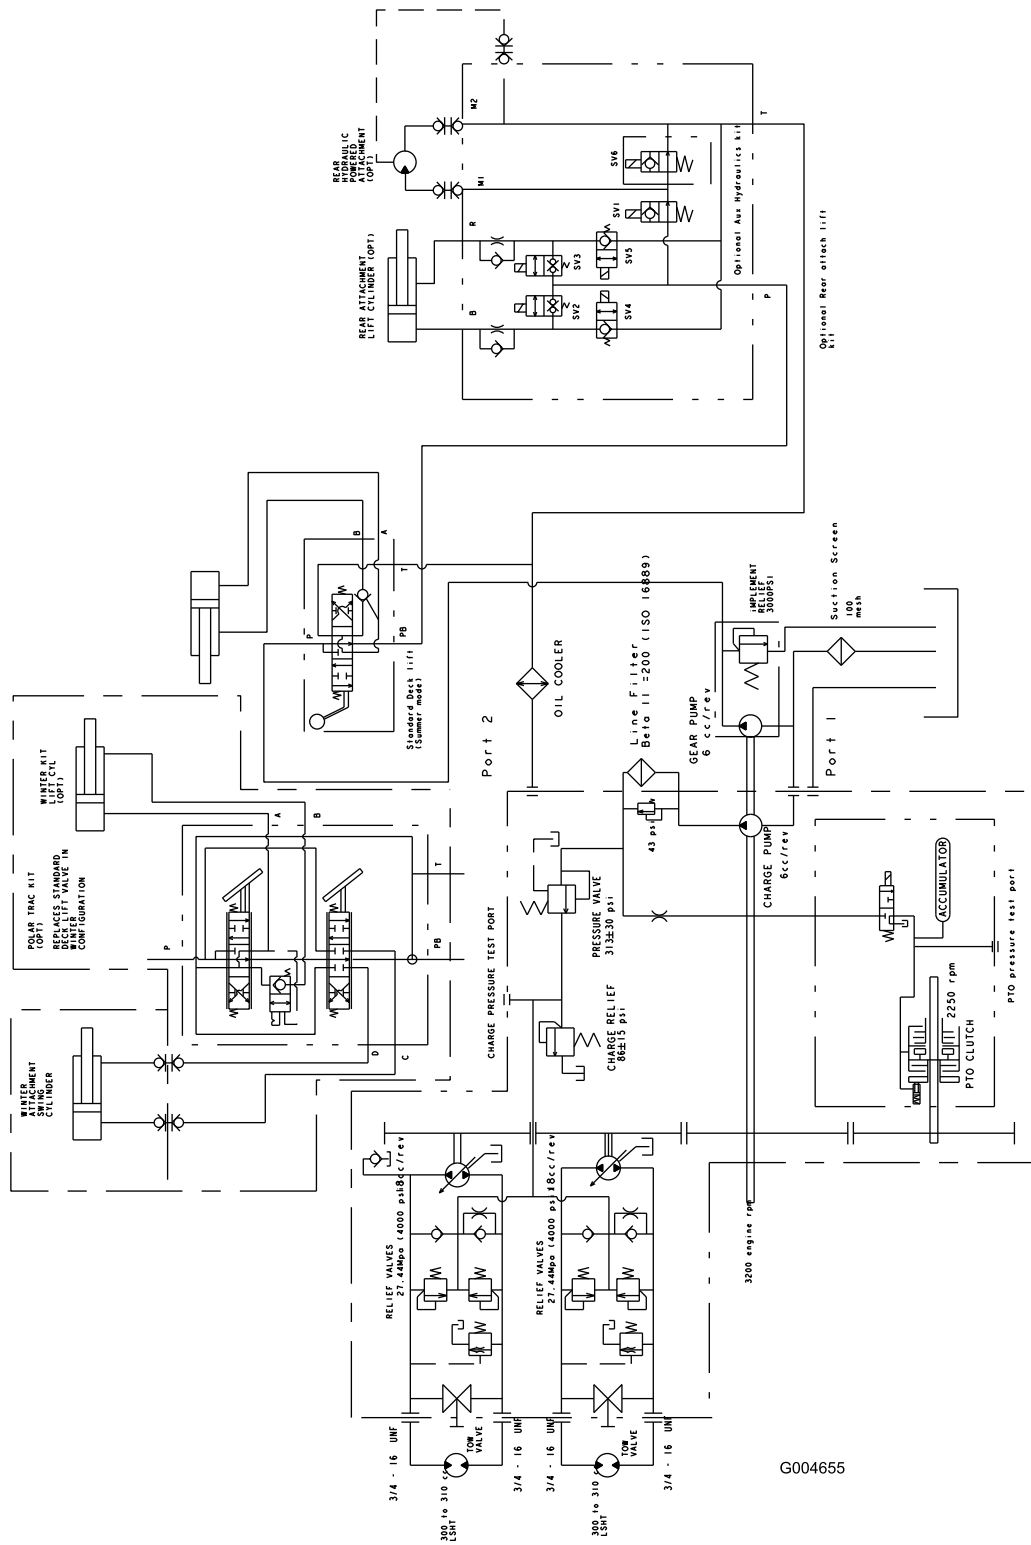 M2
T
REAR
HYDRAULIC
POWERED
ATTACHMENT
(OPT)
M1
SV6
SV1
Optional Aux Hydraulics kit
R
REAR ATTACHMENT
LIFT CYLINDER (OPT)
SV3
SV5
B
SV2
SV4
P
Optional Rear attach lift
kit
B
A
T
P
PB
Standard Deck lift
(Summer mode)
OIL COOLER
Line Filter
Beta 11 =200 (ISO 16889)
IMPLEMENT
RELIEF
3000PSI
Suction Screen
100
mesh
GEAR PUMP
6 cc/rev
Port 2
Port 1
WINTER KIT
LIFT CYL
(OPT)
A
B
POLAR TRAC KIT
(OPT)
REPLACES STANDARD
DECK LIFT VALVE IN
WINTER
CONFIGURATION
P
T
PB
43 psi
CHARGE PUMP
6cc/rev
PRESSURE VALVE
313±30 psi
CHARGE PRESSURE TEST PORT
CHARGE RELIEF
86±15 psi
ACCUMULATOR
PTO pressure test port
2250 rpm
PTO CLUTCH
WINTER
ATTACHMENT
SWING
CYLINDER
D
C
RELIEF VALVES
27.44Mpa (4000 psi)
18cc/rev
RELIEF VALVES
27.44Mpa (4000 psi)
18cc/rev
3200 engine rpm
TOW
VALVE
TOW
VALVE
3/4 - 16 UNF
3/4 - 16 UNF
3/4 - 16 UNF
3/4 - 16 UNF
300 to 310 cc
LSHT
300 to 310 c
LSHT
G004655